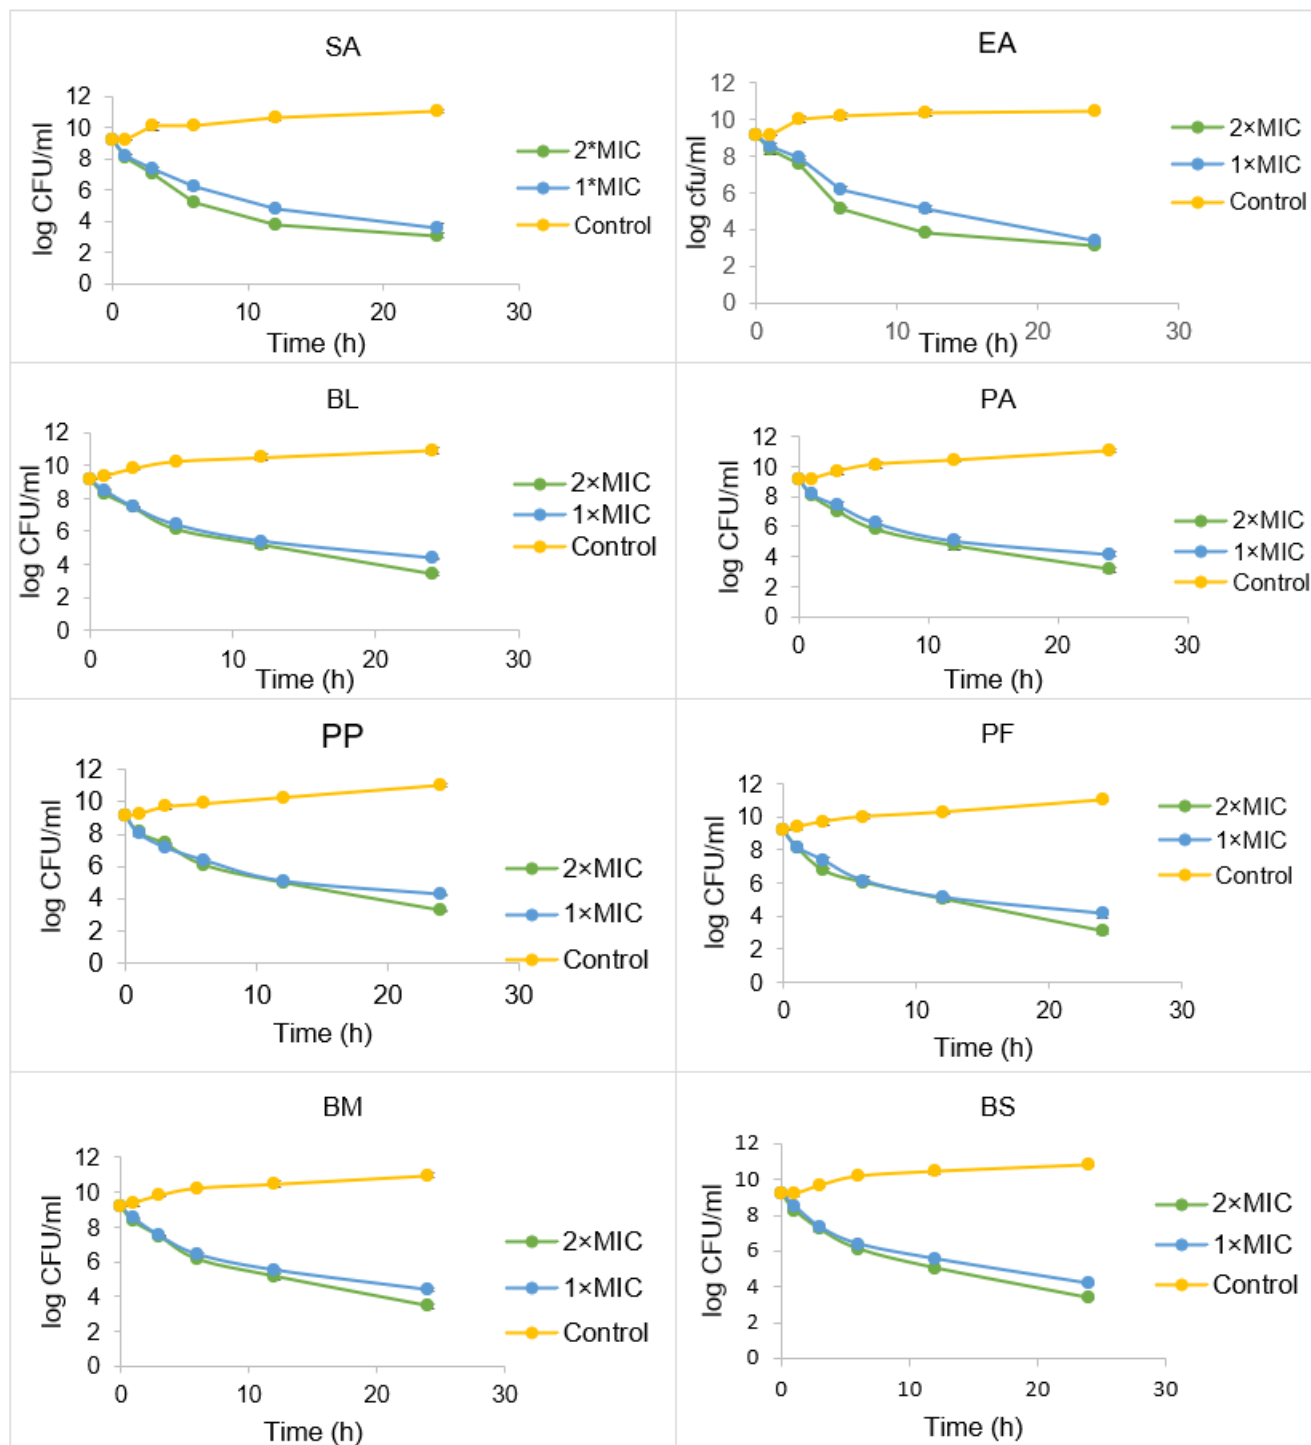 SA
12
10
8
6
4
2
0
log CFU/ml
0 10 20 30
Time (h)
2*MIC
1*MIC
Control
EA
12
10
8
6
4
2
0
log cfu/ml
0 10 20 30
Time (h)
2×MIC
1×MIC
Control
BL
12
10
8
6
4
2
0
log CFU/ml
0 10 20 30
Time (h)
2×MIC
1×MIC
Control
PA
12
10
8
6
4
2
0
log CFU/ml
0 10 20 30
Time (h)
2×MIC
1×MIC
Control
PP
12
10
8
6
4
2
0
log CFU/ml
0 10 20 30
Time (h)
2×MIC
1×MIC
Control
PF
12
10
8
6
4
2
0
log CFU/ml
0 10 20 30
Time (h)
2×MIC
1×MIC
Control
BM
12
10
8
6
4
2
0
log CFU/ml
0 10 20 30
Time (h)
2×MIC
1×MIC
Control
BS
12
10
8
6
4
2
0
log CFU/ml
0 10 20 30
Time (h)
2×MIC
1×MIC
Control